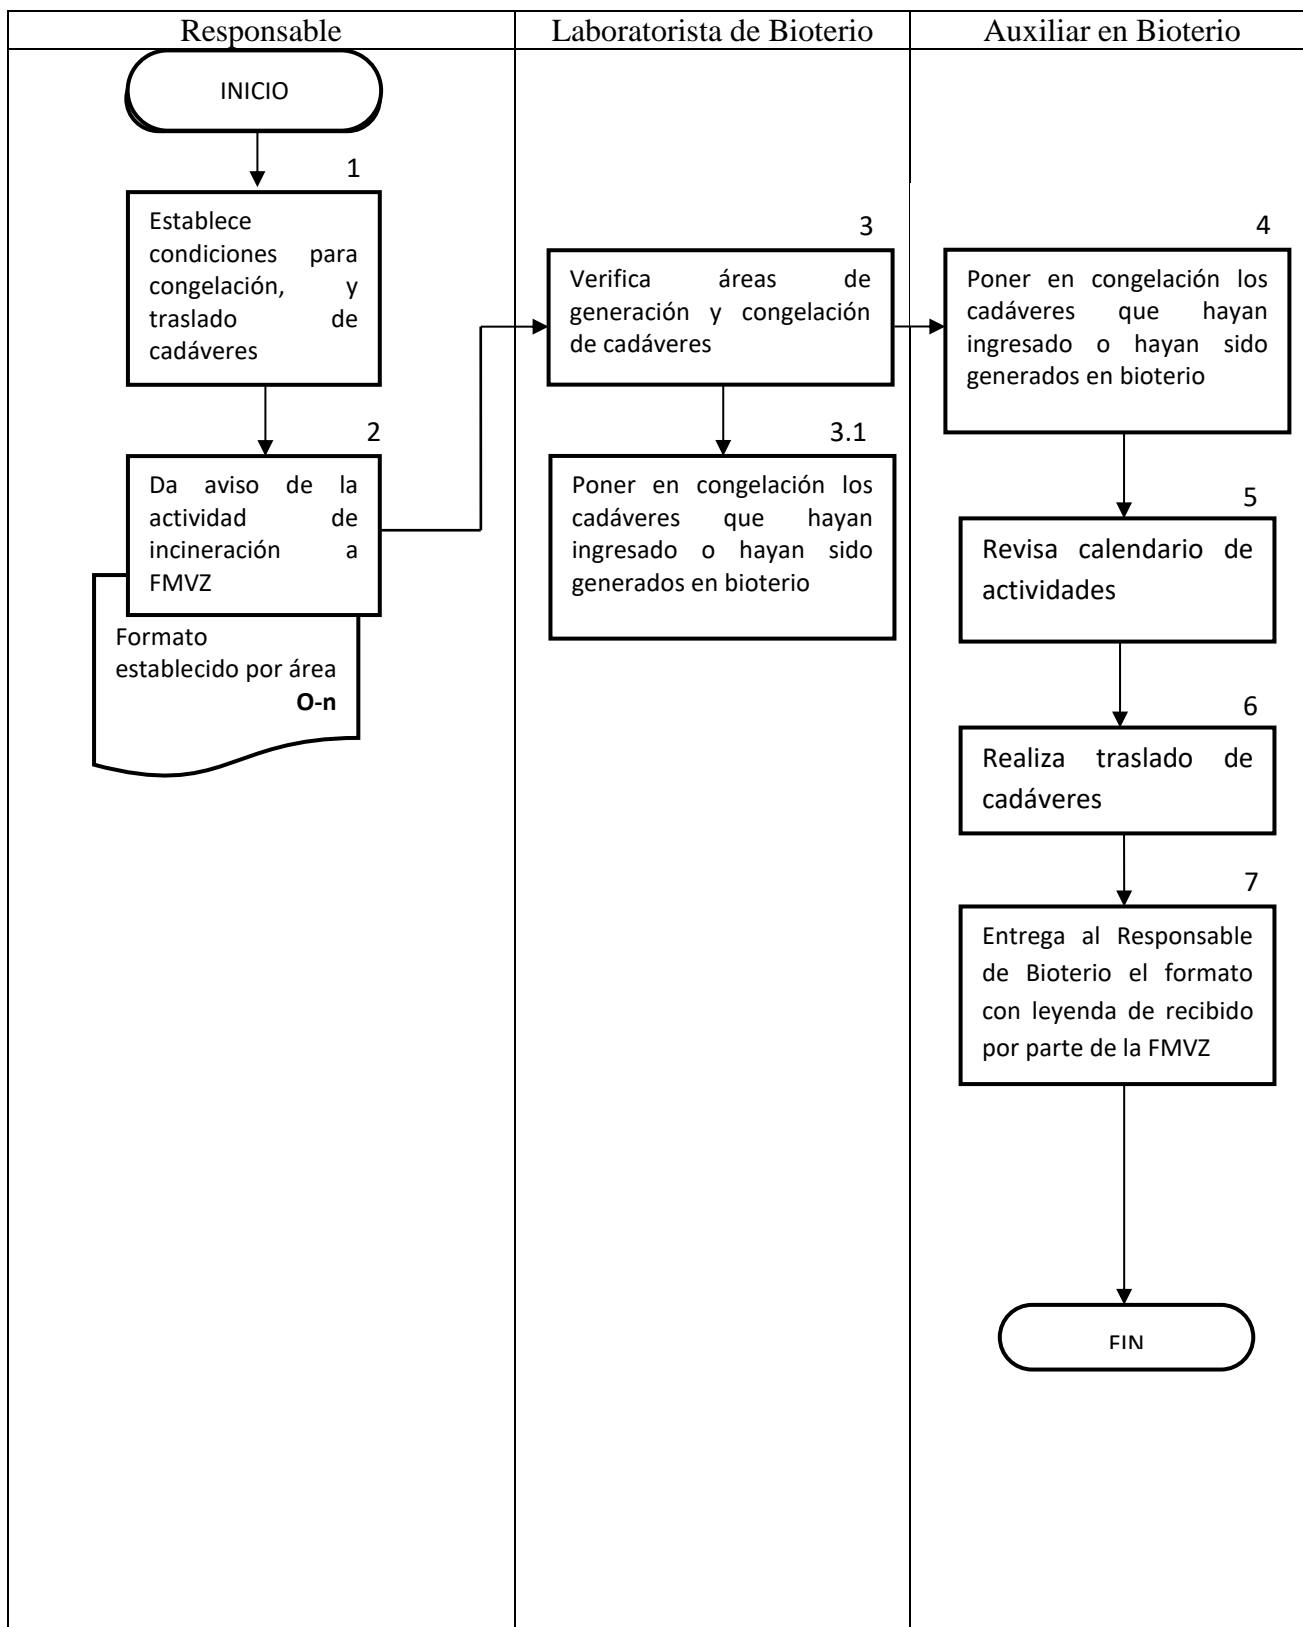 Responsable
Laboratorista de Bioterio
Auxiliar en Bioterio
INICIO
1
Establece
condiciones para
congelación, y
traslado de
cadáveres
2
Da aviso de la
actividad de
incineración a
FMVZ
Formato
establecido por área
O-n
3
Verifica áreas de
generación y congelación
de cadáveres
3.1
Poner en congelación los
cadáveres que hayan
ingresado o hayan sido
generados en bioterio
4
Poner en congelación los
cadáveres que hayan
ingresado o hayan sido
generados en bioterio
5
Revisa calendario de
actividades
6
Realiza traslado de
cadáveres
7
Entrega al Responsable
de Bioterio el formato
con leyenda de recibido
por parte de la FMVZ
FIN